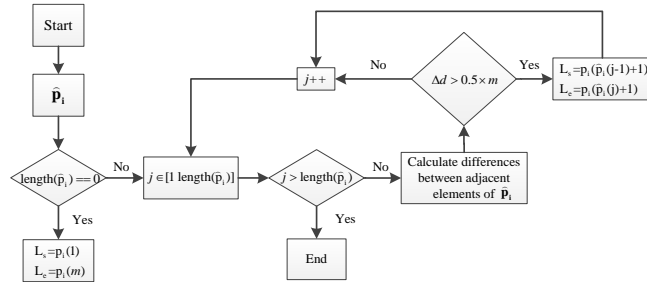 Start
p̂ᵢ
length(p̂ᵢ)==0
No
Yes
Lₛ=pᵢ(1)
Lₑ=pᵢ(m)
j∈[1 length(p̂ᵢ)]
j++
j > length(p̂ᵢ)
No
Yes
End
Calculate differences
between adjacent
elements of p̂ᵢ
Δd > 0.5×m
No
Yes
Lₛ=pᵢ(p̂ᵢ(j-1)+1)
Lₑ=pᵢ(p̂ᵢ(j)+1)